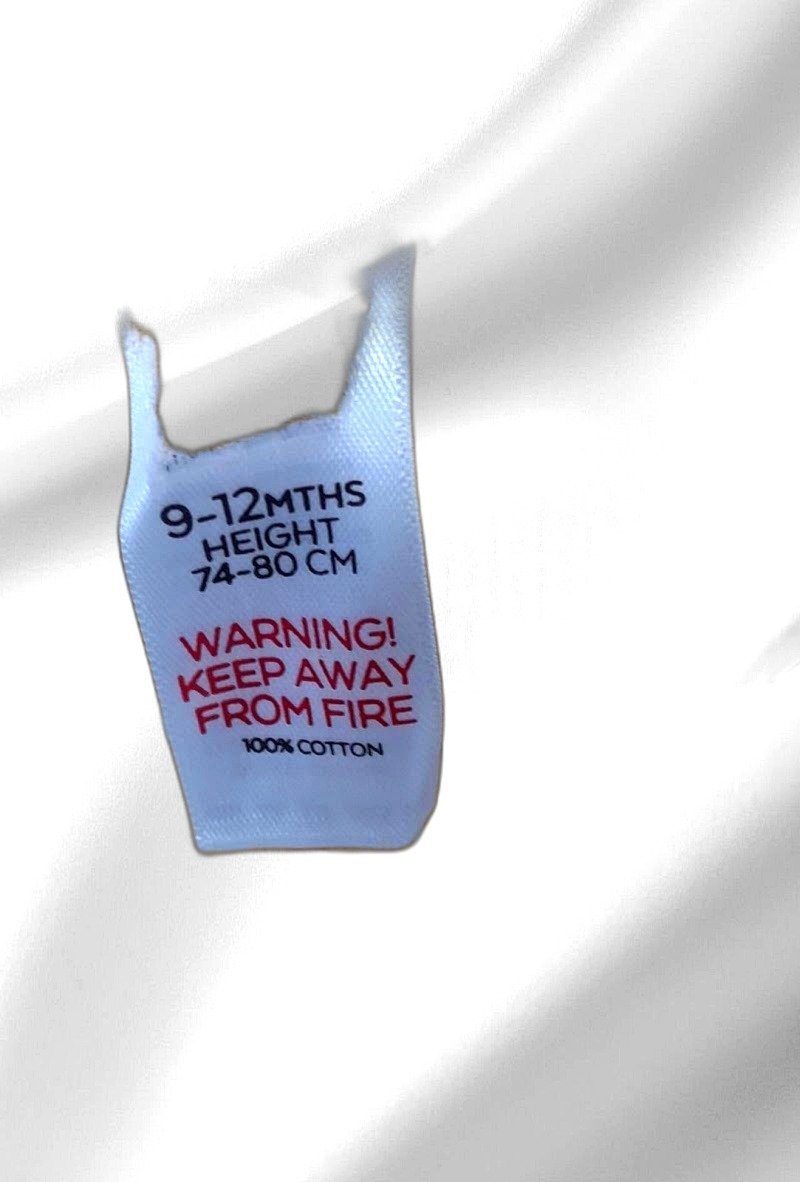 9-12MTHS
HEIGHT
74-80 CM
WARNING!
KEEP AWAY
FROM FIRE
100% COTTON